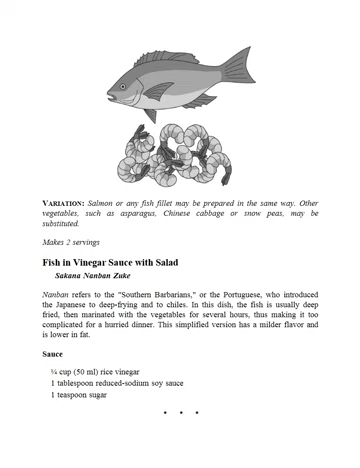 VARIATION: Salmon or any fish fillet may be prepared in the same way. Other
vegetables, such as asparagus, Chinese cabbage or snow peas, may be
substituted.
Makes 2 servings
Fish in Vinegar Sauce with Salad
Sakana Nanban Zuke
Nanban refers to the "Southern Barbarians," or the Portuguese, who introduced
the Japanese to deep-frying and to chiles. In this dish, the fish is usually deep
fried, then marinated with the vegetables for several hours, thus making it too
complicated for a hurried dinner. This simplified version has a milder flavor and
is lower in fat.
Sauce
¼ cup (50 ml) rice vinegar
1 tablespoon reduced-sodium soy sauce
1 teaspoon sugar
• • •